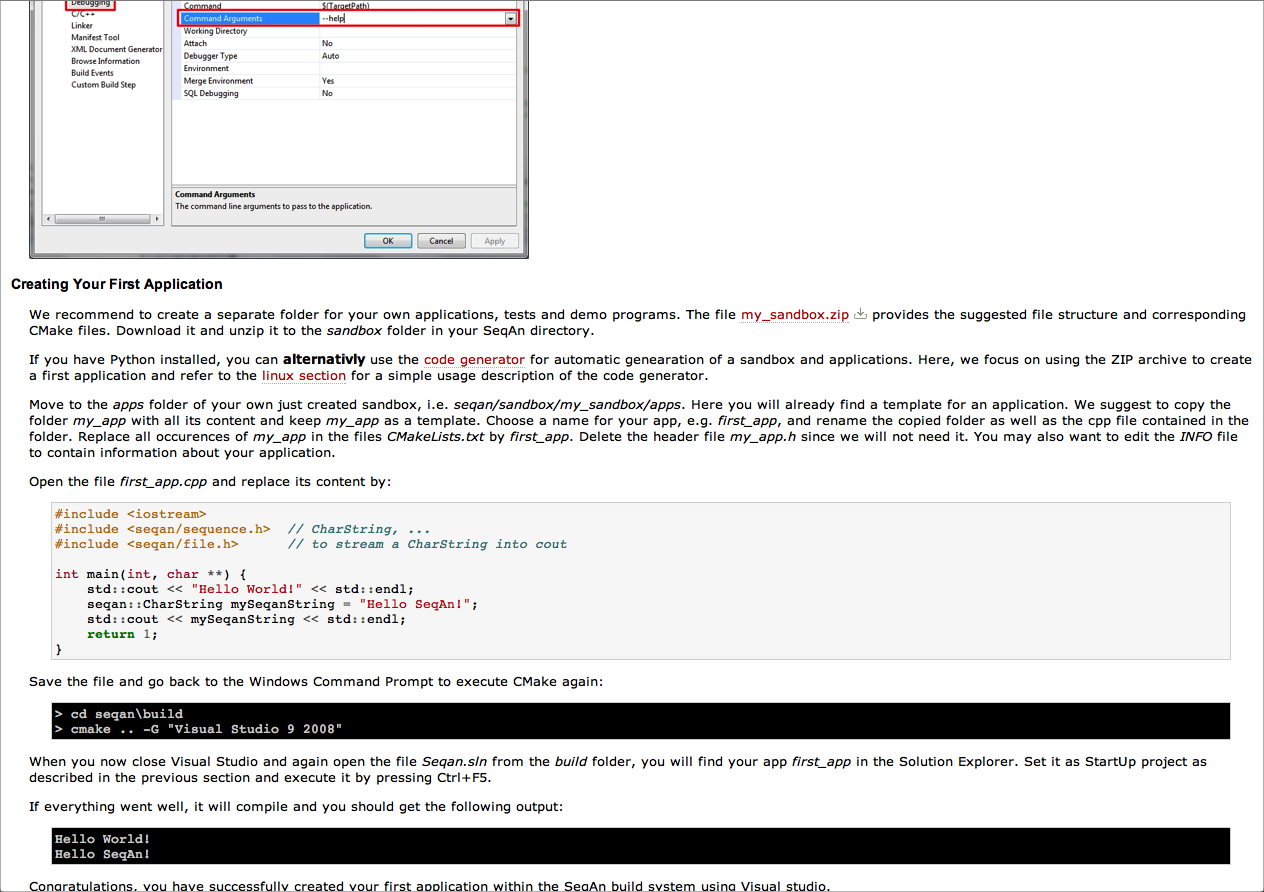 Debugging
C/C++
Linker
Manifest Tool
XML Document Generator
Browse Information
Build Events
Custom Build Step
Command $(TargetPath)
Command Arguments --help
Working Directory
Attach No
Debugger Type Auto
Environment
Merge Environment Yes
SQL Debugging No
Command Arguments
The command line arguments to pass to the application.
OK Cancel Apply
Creating Your First Application
We recommend to create a separate folder for your own applications, tests and demo programs. The file my_sandbox.zip provides the suggested file structure and corresponding
CMake files. Download it and unzip it to the sandbox folder in your SeqAn directory.
If you have Python installed, you can alternativly use the code generator for automatic genearation of a sandbox and applications. Here, we focus on using the ZIP archive to create
a first application and refer to the linux section for a simple usage description of the code generator.
Move to the apps folder of your own just created sandbox, i.e. seqan/sandbox/my_sandbox/apps. Here you will already find a template for an application. We suggest to copy the
folder my_app with all its content and keep my_app as a template. Choose a name for your app, e.g. first_app, and rename the copied folder as well as the cpp file contained in the
folder. Replace all occurences of my_app in the files CMakeLists.txt by first_app. Delete the header file my_app.h since we will not need it. You may also want to edit the INFO file
to contain information about your application.
Open the file first_app.cpp and replace its content by:
#include <iostream>
#include <seqan/sequence.h>  // CharString, ...
#include <seqan/file.h>      // to stream a CharString into cout
int main(int, char **) {
    std::cout << "Hello World!" << std::endl;
    seqan::CharString mySeqanString = "Hello SeqAn!";
    std::cout << mySeqanString << std::endl;
    return 1;
}
Save the file and go back to the Windows Command Prompt to execute CMake again:
> cd seqan\build
> cmake .. -G "Visual Studio 9 2008"
When you now close Visual Studio and again open the file Seqan.sln from the build folder, you will find your app first_app in the Solution Explorer. Set it as StartUp project as
described in the previous section and execute it by pressing Ctrl+F5.
If everything went well, it will compile and you should get the following output:
Hello World!
Hello SeqAn!
Congratulations, you have successfully created your first application within the SeqAn build system using Visual studio.